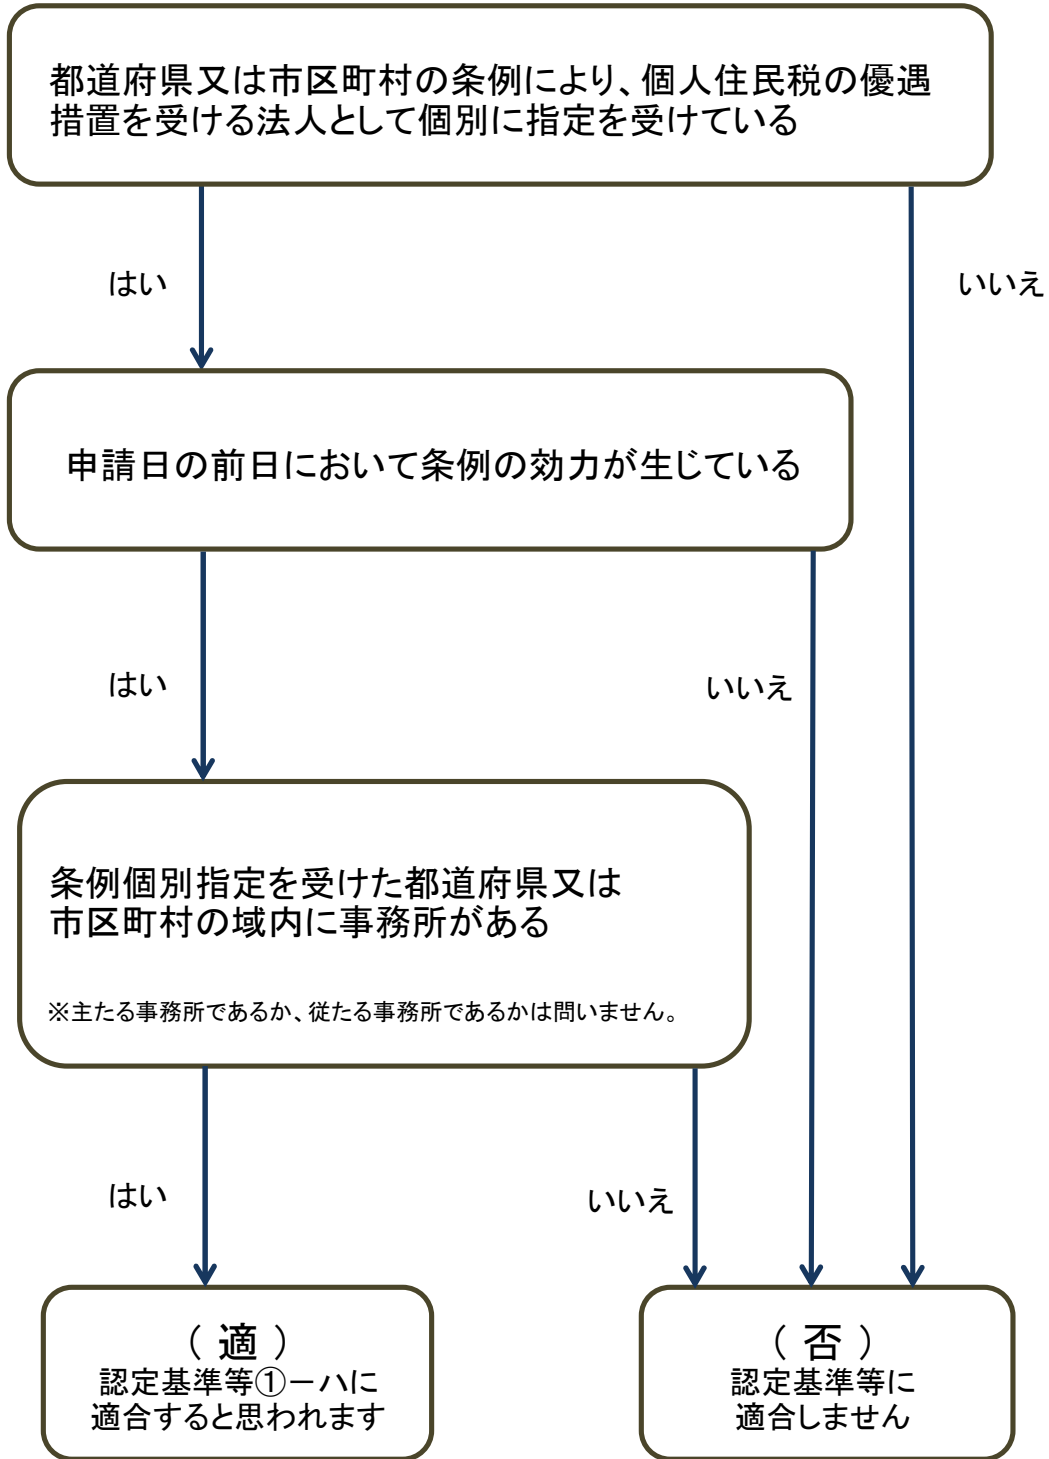 都道府県又は市区町村の条例により、個人住民税の優遇
措置を受ける法人として個別に指定を受けている
はい
いいえ
申請日の前日において条例の効力が生じている
はい
いいえ
条例個別指定を受けた都道府県又は
市区町村の域内に事務所がある
※主たる事務所であるか、従たる事務所であるかは問いません。
はい
いいえ
（ 適 ）
認定基準等①－ハに
適合すると思われます
（ 否 ）
認定基準等に
適合しません